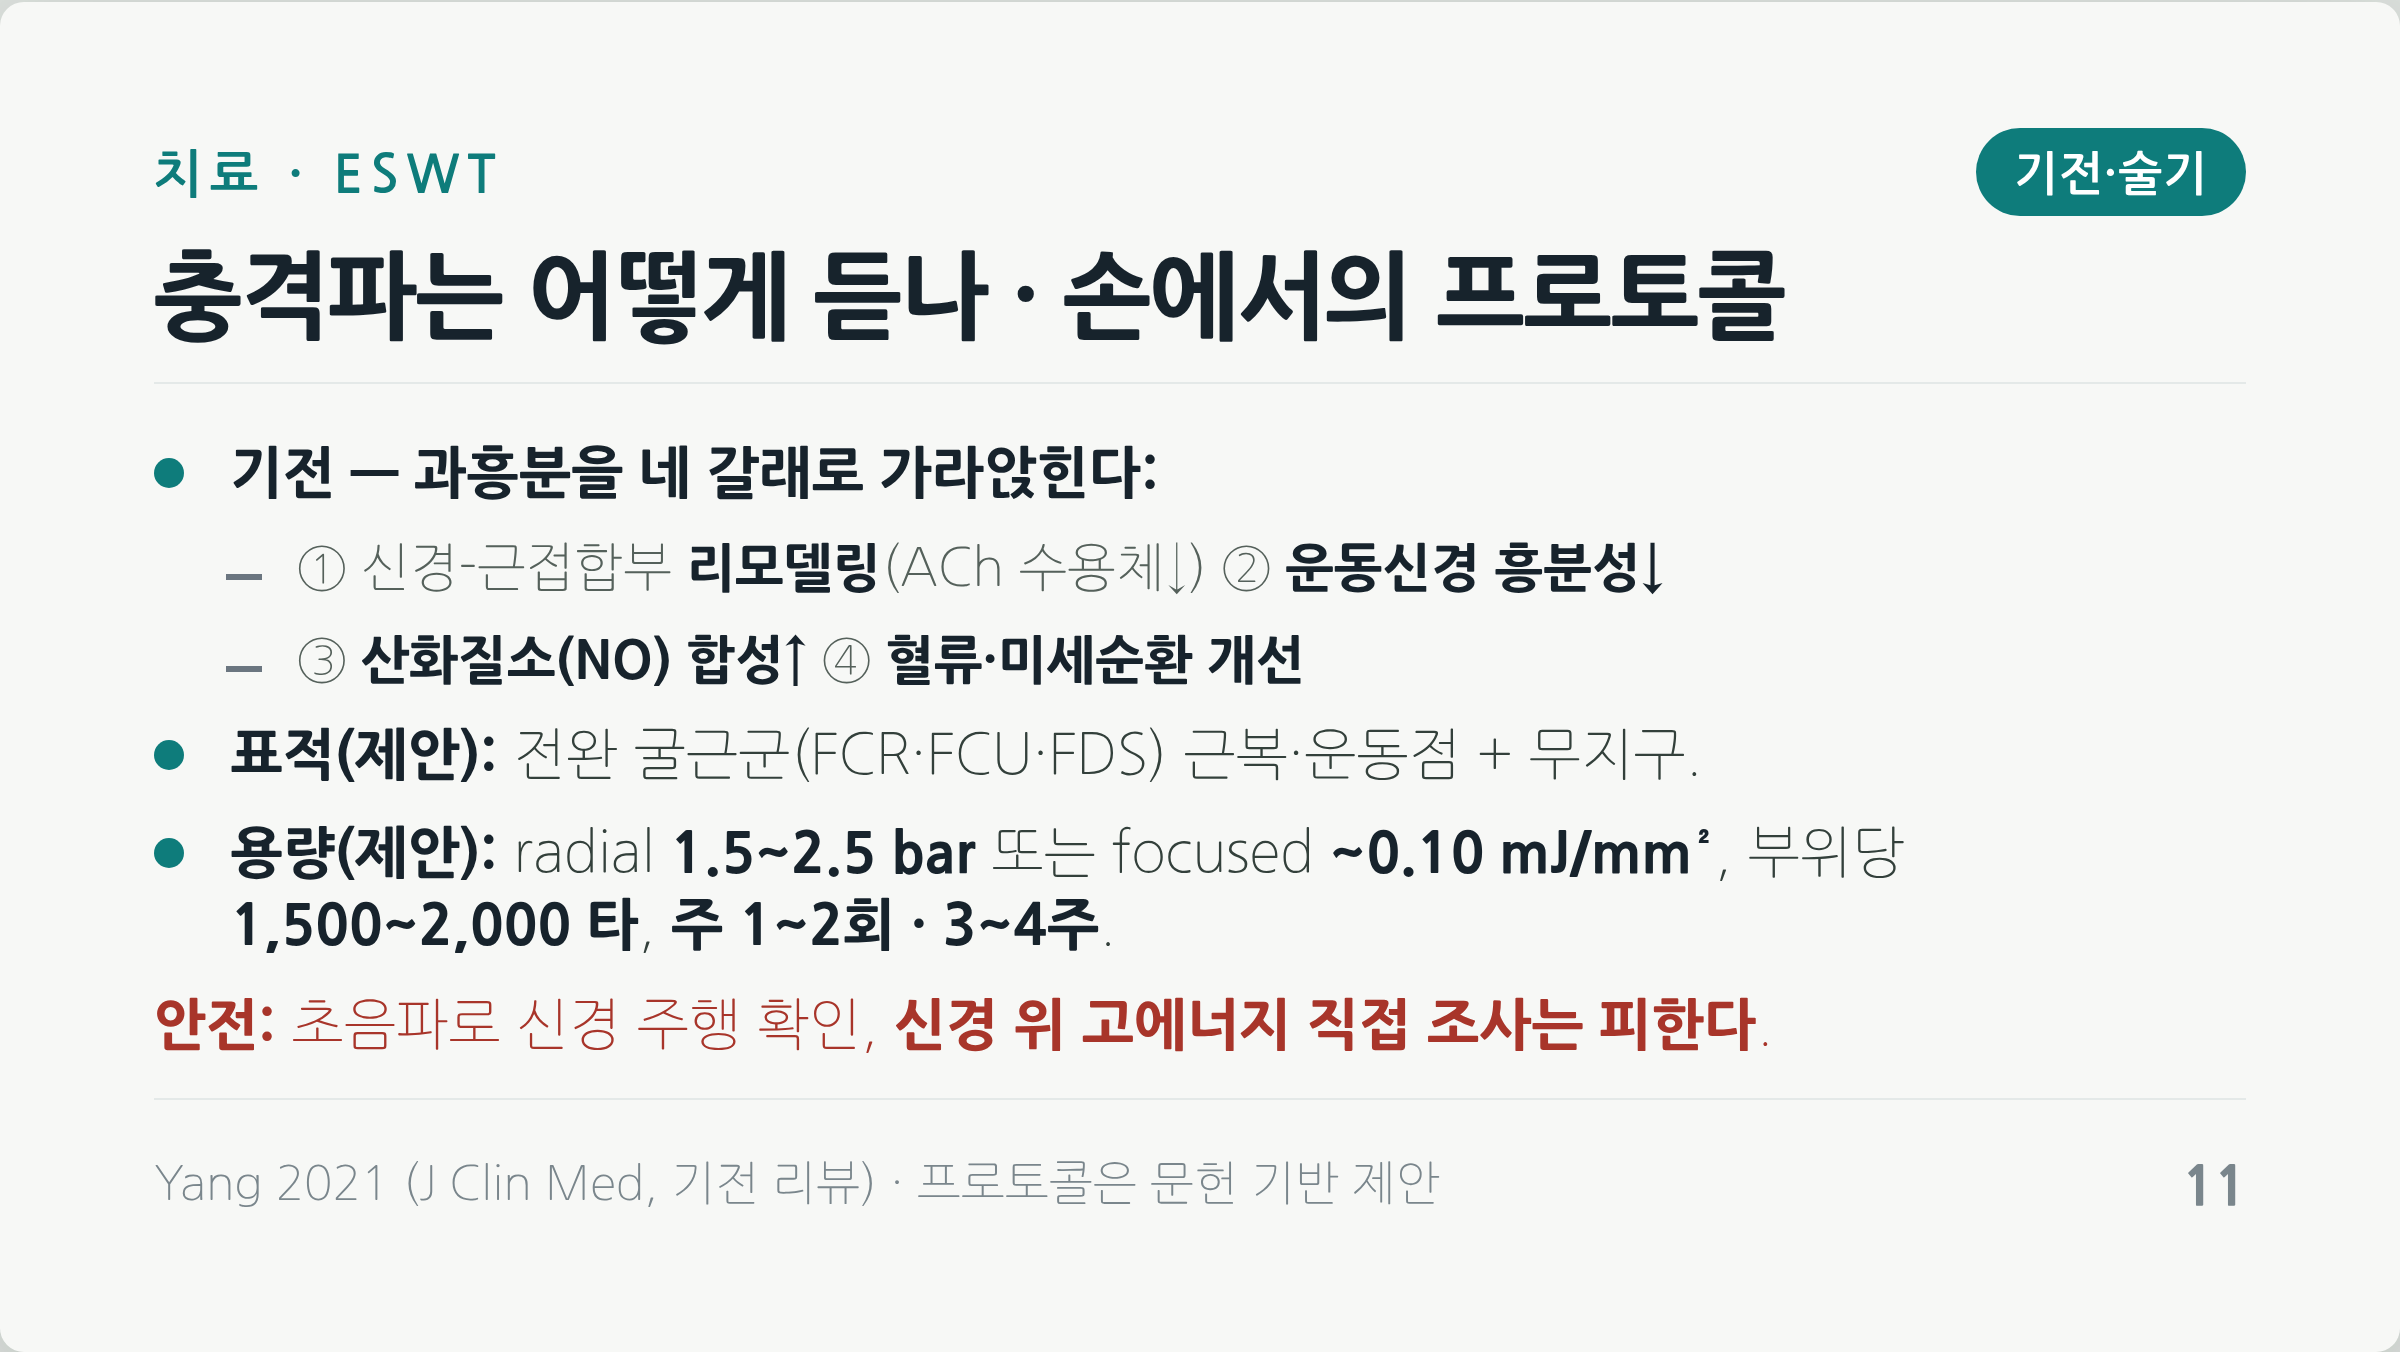 치료 · ESWT
기전·술기
충격파는 어떻게 듣나 · 손에서의 프로토콜
기전 — 과흥분을 네 갈래로 가라앉힌다:
– ① 신경-근접합부 리모델링(ACh 수용체↓) ② 운동신경 흥분성↓
– ③ 산화질소(NO) 합성↑ ④ 혈류·미세순환 개선
표적(제안): 전완 굴근군(FCR·FCU·FDS) 근복·운동점 + 무지구.
용량(제안): radial 1.5~2.5 bar 또는 focused ~0.10 mJ/mm², 부위당
1,500~2,000 타, 주 1~2회 · 3~4주.
안전: 초음파로 신경 주행 확인, 신경 위 고에너지 직접 조사는 피한다.
Yang 2021 (J Clin Med, 기전 리뷰) · 프로토콜은 문헌 기반 제안
11